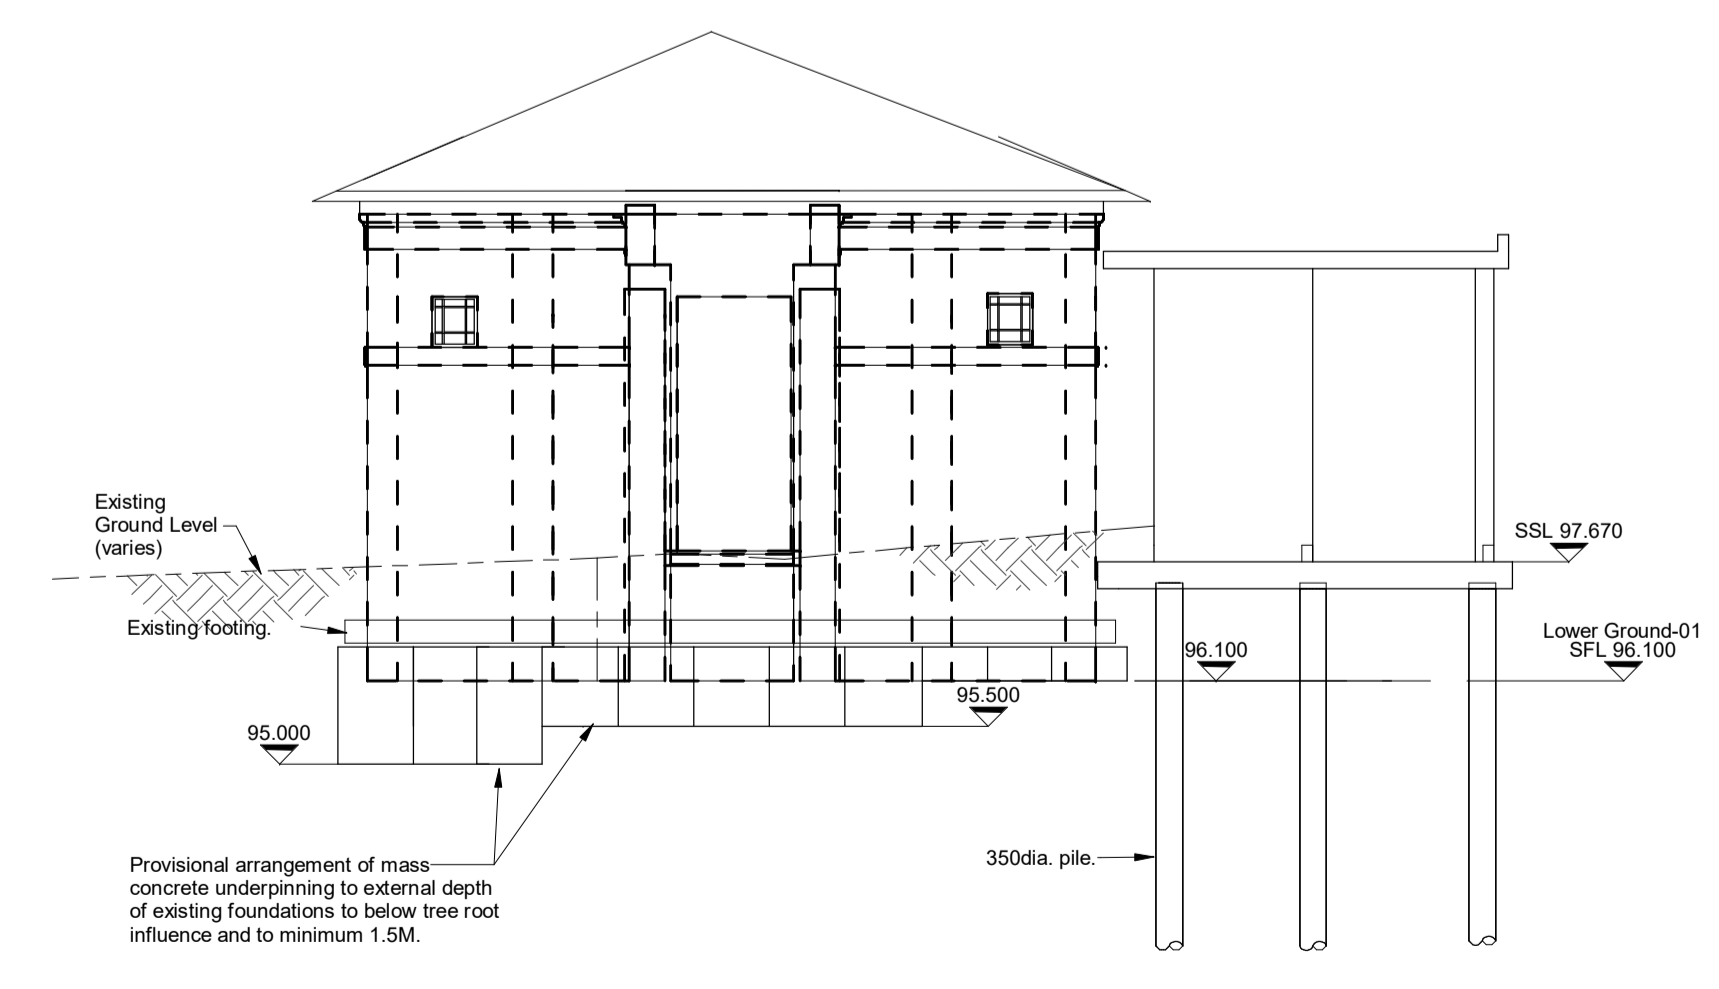 Existing
Ground Level
(varies)
Existing footing.
SSL 97.670
Lower Ground-01
SFL 96.100
96.100
95.500
95.000
350dia. pile.
Provisional arrangement of mass
concrete underpinning to external depth
of existing foundations to below tree root
influence and to minimum 1.5M.